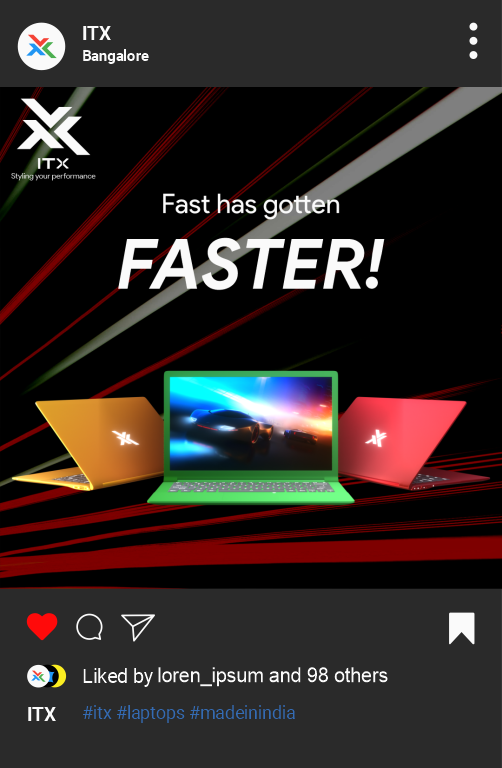 ITX
Bangalore
ITX
Styling your performance
Fast has gotten
FASTER!
Liked by loren_ipsum and 98 others
ITX #itx #laptops #madeinindia